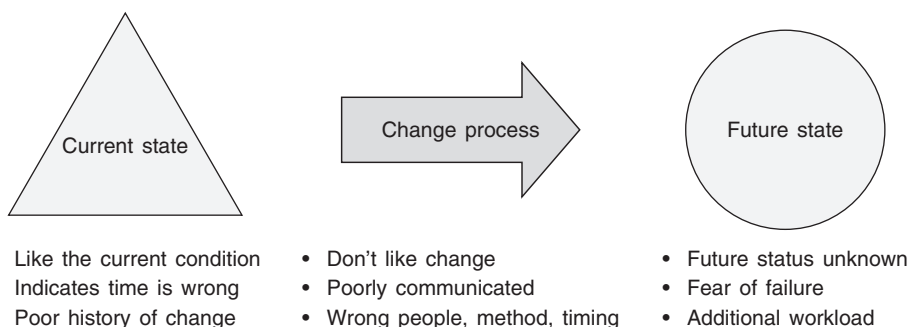 Current state
Change process
Future state
Like the current condition
Indicates time is wrong
Poor history of change
• Don't like change
• Poorly communicated
• Wrong people, method, timing
• Future status unknown
• Fear of failure
• Additional workload